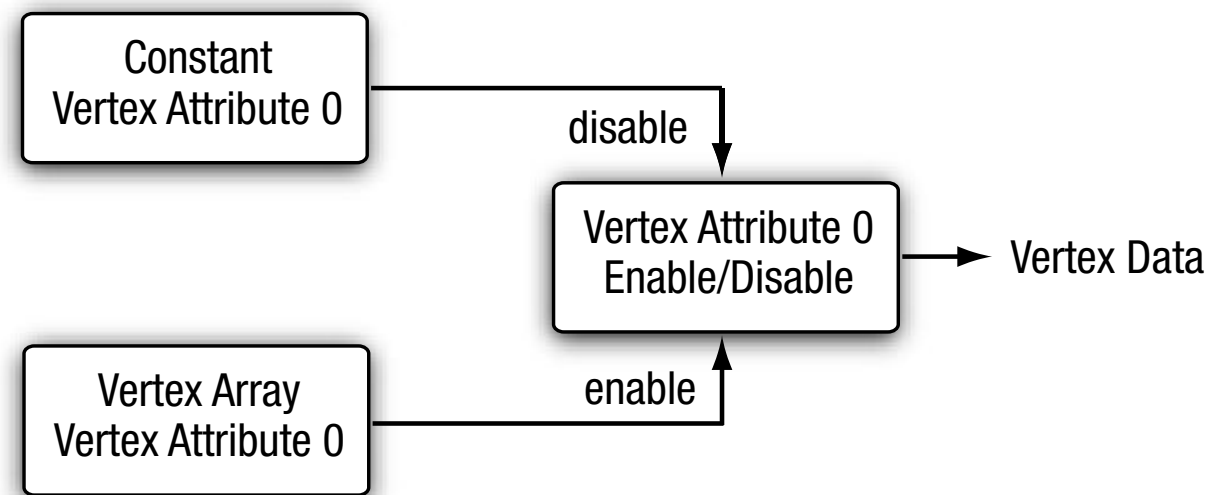 Constant
Vertex Attribute 0
disable
Vertex Attribute 0
Enable/Disable
Vertex Data
enable
Vertex Array
Vertex Attribute 0